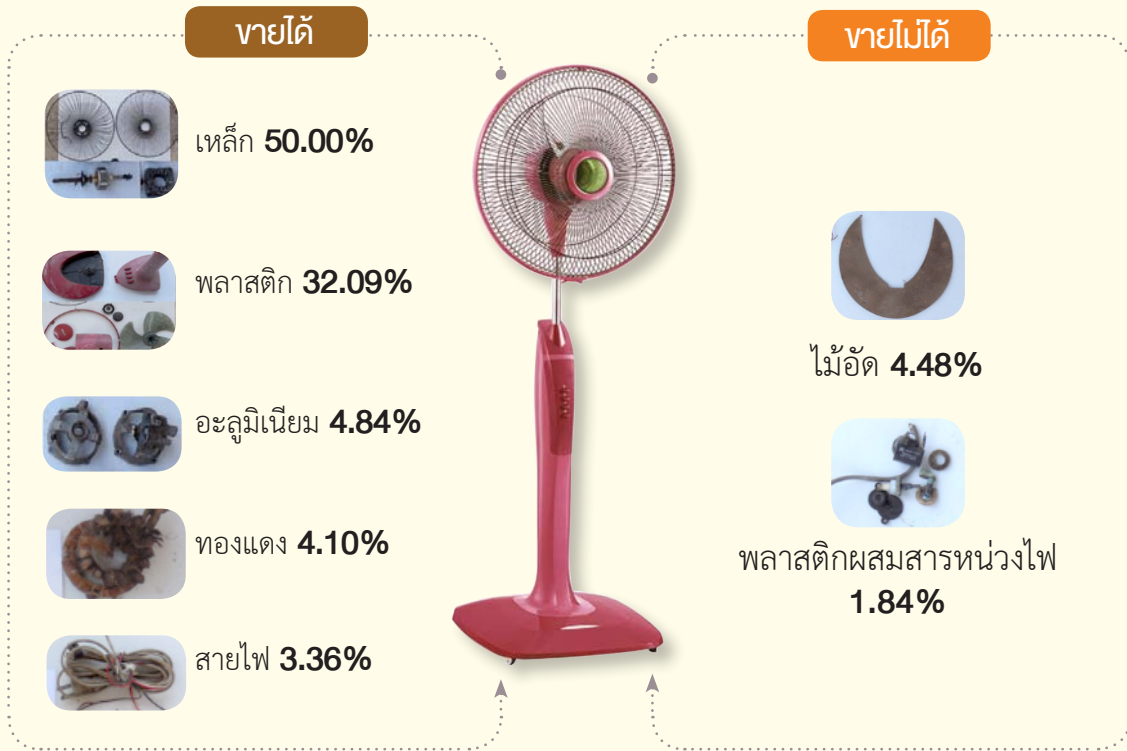 ขายได้
เหล็ก 50.00%
พลาสติก 32.09%
อะลูมิเนียม 4.84%
ทองแดง 4.10%
สายไฟ 3.36%
ขายไม่ได้
ไม้อัด 4.48%
พลาสติกผสมสารหน่วงไฟ
1.84%